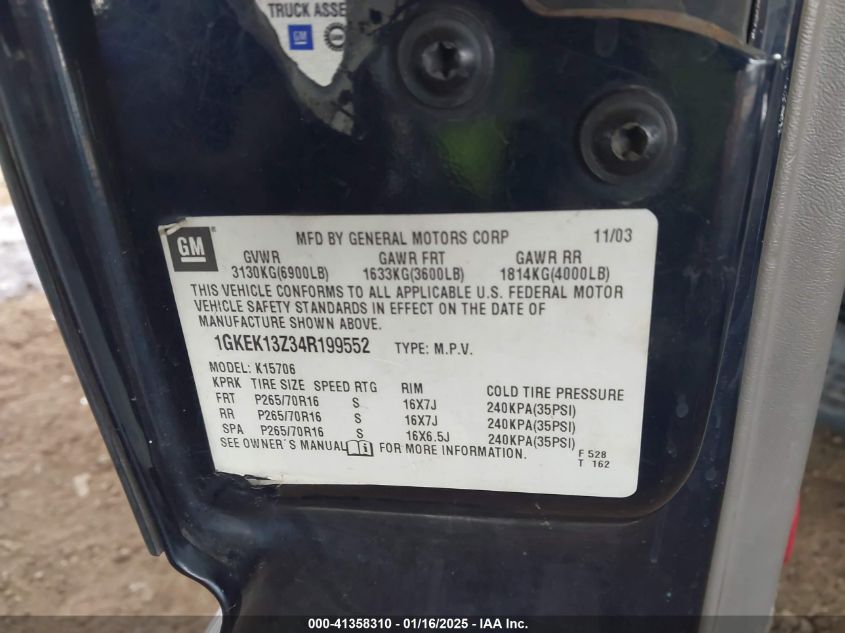 TRUCK ASSE
GM
GM
MFD BY GENERAL MOTORS CORP 11/03
GVWR GAWR FRT GAWR RR
3130KG(6900LB) 1633KG(3600LB) 1814KG(4000LB)
THIS VEHICLE CONFORMS TO ALL APPLICABLE U.S. FEDERAL MOTOR
VEHICLE SAFETY STANDARDS IN EFFECT ON THE DATE OF
MANUFACTURE SHOWN ABOVE.
1GKEK13Z34R199552 TYPE: M.P.V.
MODEL: K15706
KPRK TIRE SIZE SPEED RTG RIM COLD TIRE PRESSURE
FRT P265/70R16 S 16X7J 240KPA(35PSI)
RR P265/70R16 S 16X7J 240KPA(35PSI)
SPA P265/70R16 S 16X6.5J 240KPA(35PSI)
SEE OWNER´S MANUAL FOR MORE INFORMATION.
F 528
T 162
000-41358310 - 01/16/2025 - IAA Inc.